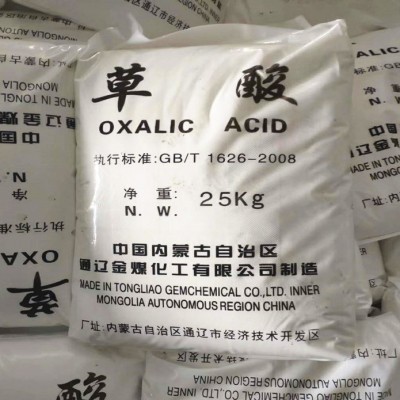 草酸
OXALIC ACID
执行标准:GB/T 1626-2008
净 重: 25Kg
N. W.
中国内蒙古自治区
通辽金煤化工有限公司制造
MADE IN TONGLIAO GEMCHEMICAL CO.,LTD. INNER
MONGOLIA AUTONOMOUS REGION CHINA
厂址:内蒙古自治区通辽市经济技术开发区